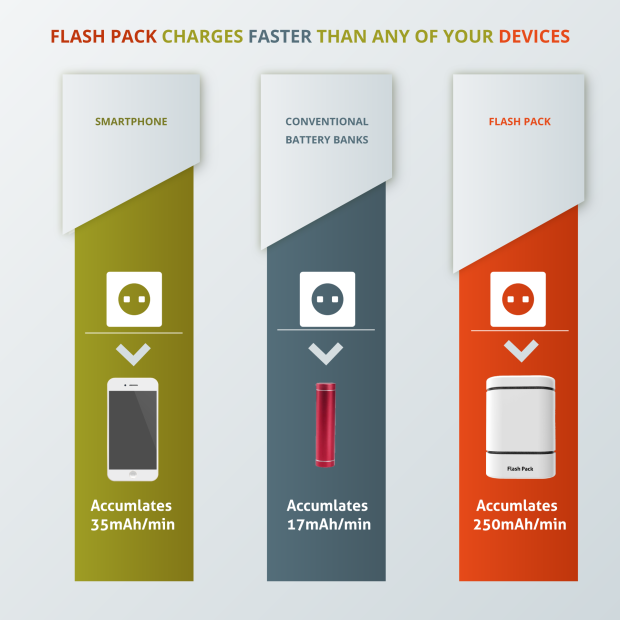 FLASH PACK CHARGES FASTER THAN ANY OF YOUR DEVICES
SMARTPHONE
Accumlates
35mAh/min
CONVENTIONAL
BATTERY BANKS
Accumlates
17mAh/min
FLASH PACK
Flash Pack
Accumlates
250mAh/min